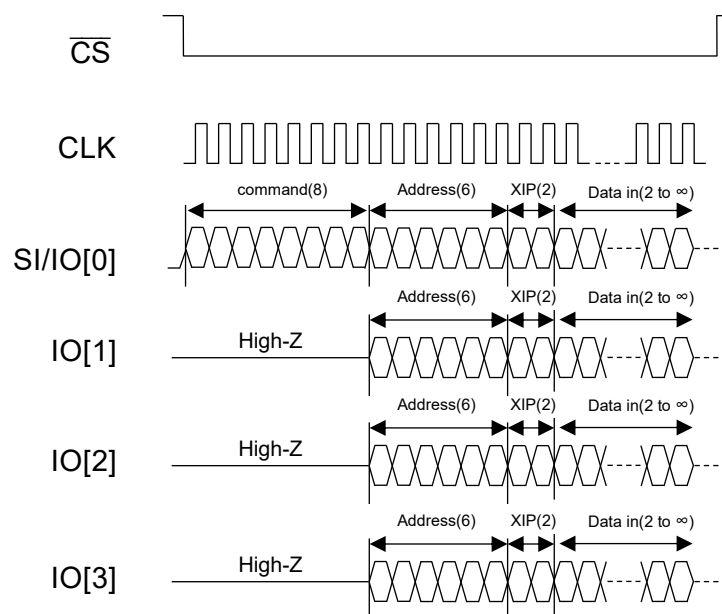 CS
CLK
command(8) Address(6) XIP(2) Data in(2 to ∞)
SI/IO[0]
Address(6) XIP(2) Data in(2 to ∞)
IO[1] High-Z
Address(6) XIP(2) Data in(2 to ∞)
IO[2] High-Z
Address(6) XIP(2) Data in(2 to ∞)
IO[3] High-Z